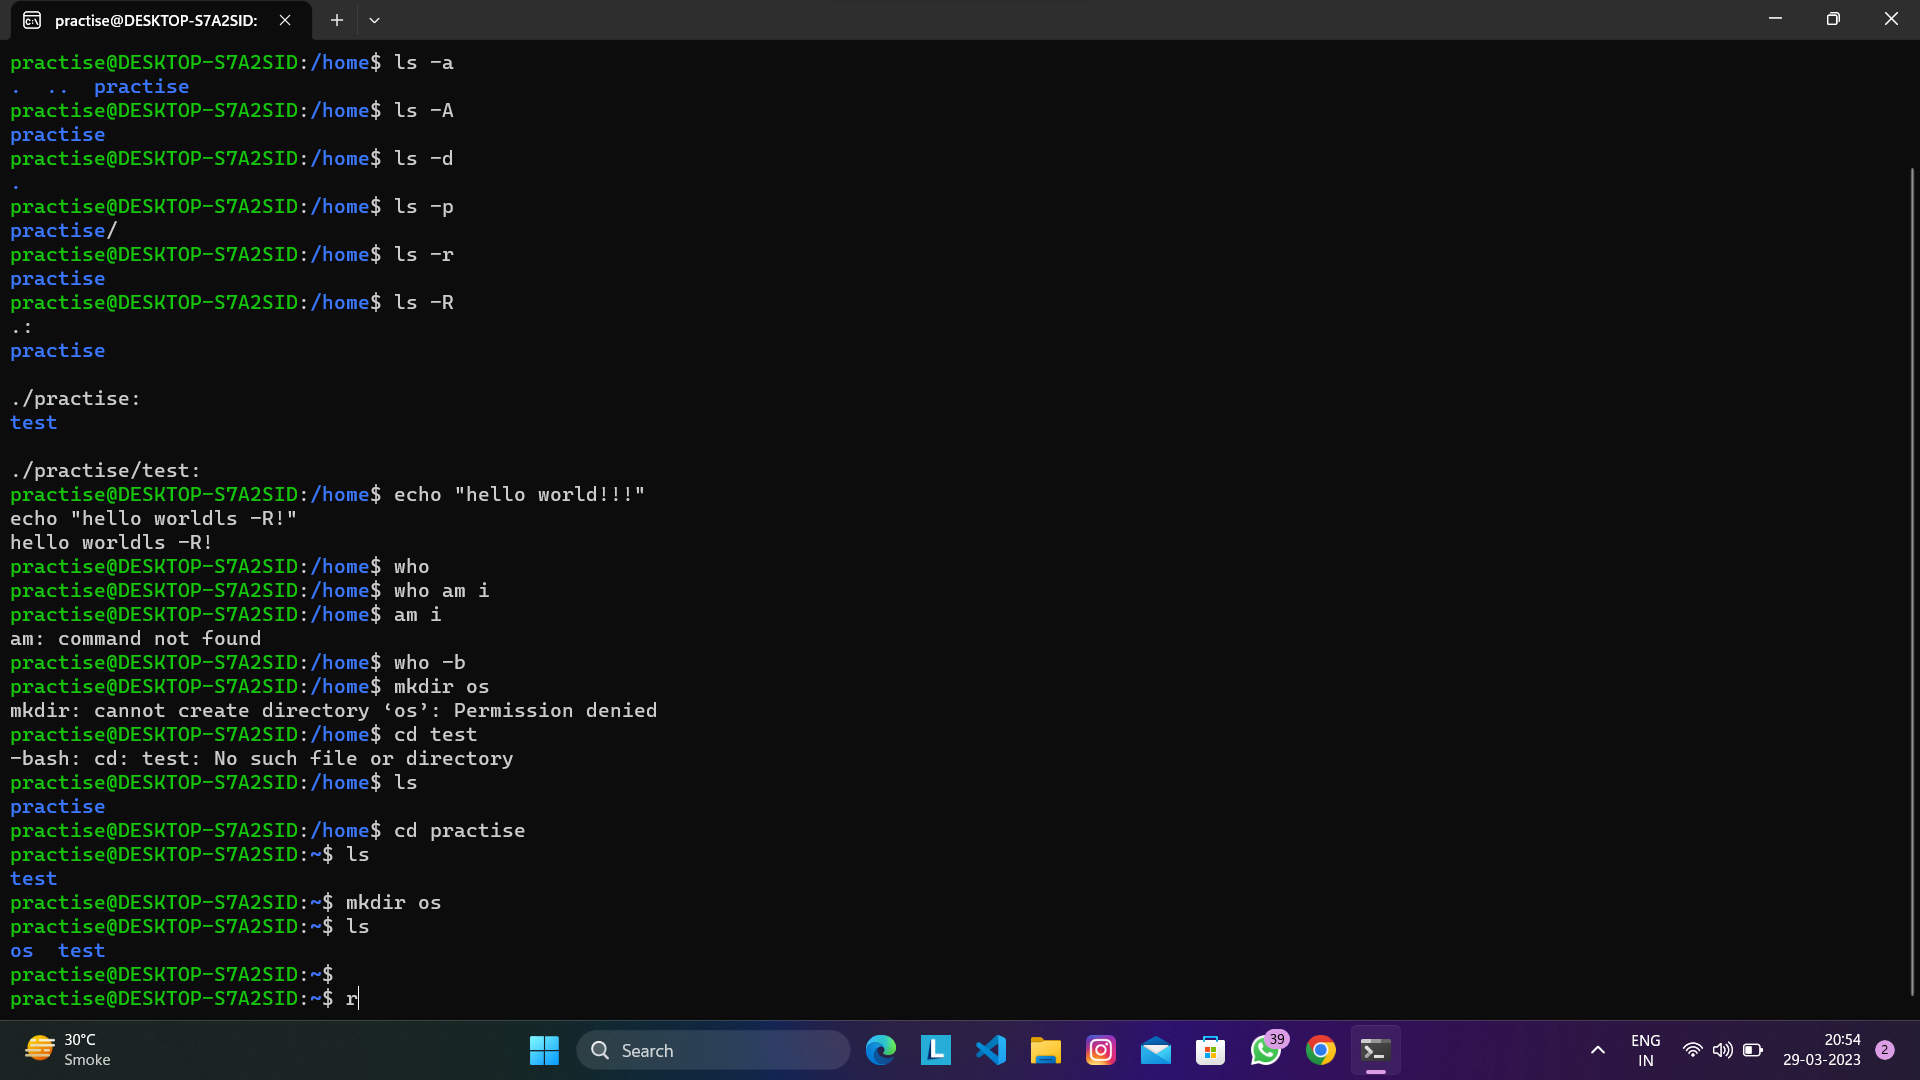 practise@DESKTOP-S7A2SID:
practise@DESKTOP-S7A2SID:/home$ ls -a
.  ..  practise
practise@DESKTOP-S7A2SID:/home$ ls -A
practise
practise@DESKTOP-S7A2SID:/home$ ls -d
.
practise@DESKTOP-S7A2SID:/home$ ls -p
practise/
practise@DESKTOP-S7A2SID:/home$ ls -r
practise
practise@DESKTOP-S7A2SID:/home$ ls -R
.:
practise

./practise:
test

./practise/test:
practise@DESKTOP-S7A2SID:/home$ echo "hello world!!!"
echo "hello worldls -R!"
hello worldls -R!
practise@DESKTOP-S7A2SID:/home$ who
practise@DESKTOP-S7A2SID:/home$ who am i
practise@DESKTOP-S7A2SID:/home$ am i
am: command not found
practise@DESKTOP-S7A2SID:/home$ who -b
practise@DESKTOP-S7A2SID:/home$ mkdir os
mkdir: cannot create directory ‘os’: Permission denied
practise@DESKTOP-S7A2SID:/home$ cd test
-bash: cd: test: No such file or directory
practise@DESKTOP-S7A2SID:/home$ ls
practise
practise@DESKTOP-S7A2SID:/home$ cd practise
practise@DESKTOP-S7A2SID:~$ ls
test
practise@DESKTOP-S7A2SID:~$ mkdir os
practise@DESKTOP-S7A2SID:~$ ls
os  test
practise@DESKTOP-S7A2SID:~$
practise@DESKTOP-S7A2SID:~$ r
30°C
Smoke
Search
L
39
ENG
IN
20:54
29-03-2023
2